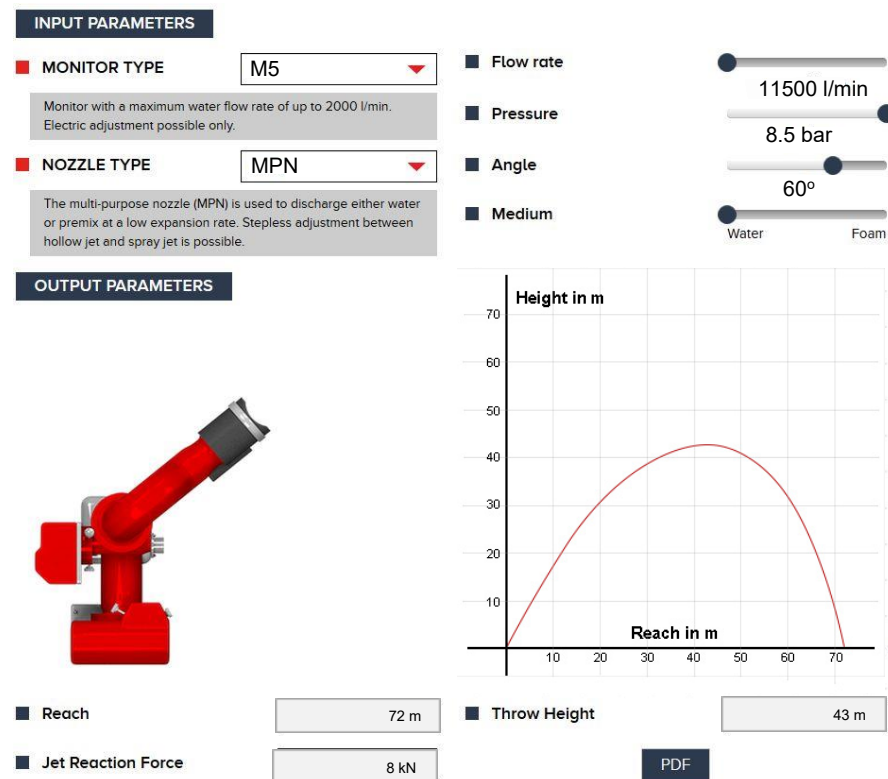 INPUT PARAMETERS
MONITOR TYPE
M5
Monitor with a maximum water flow rate of up to 2000 l/min.
Electric adjustment possible only.
NOZZLE TYPE
MPN
The multi-purpose nozzle (MPN) is used to discharge either water
or premix at a low expansion rate. Stepless adjustment between
hollow jet and spray jet is possible.
Flow rate
11500 l/min
Pressure
8.5 bar
Angle
60º
Medium
Water Foam
OUTPUT PARAMETERS
Height in m
70
60
50
40
30
20
10
Reach in m
10 20 30 40 50 60 70
Reach
72 m
Throw Height
43 m
Jet Reaction Force
8 kN
PDF